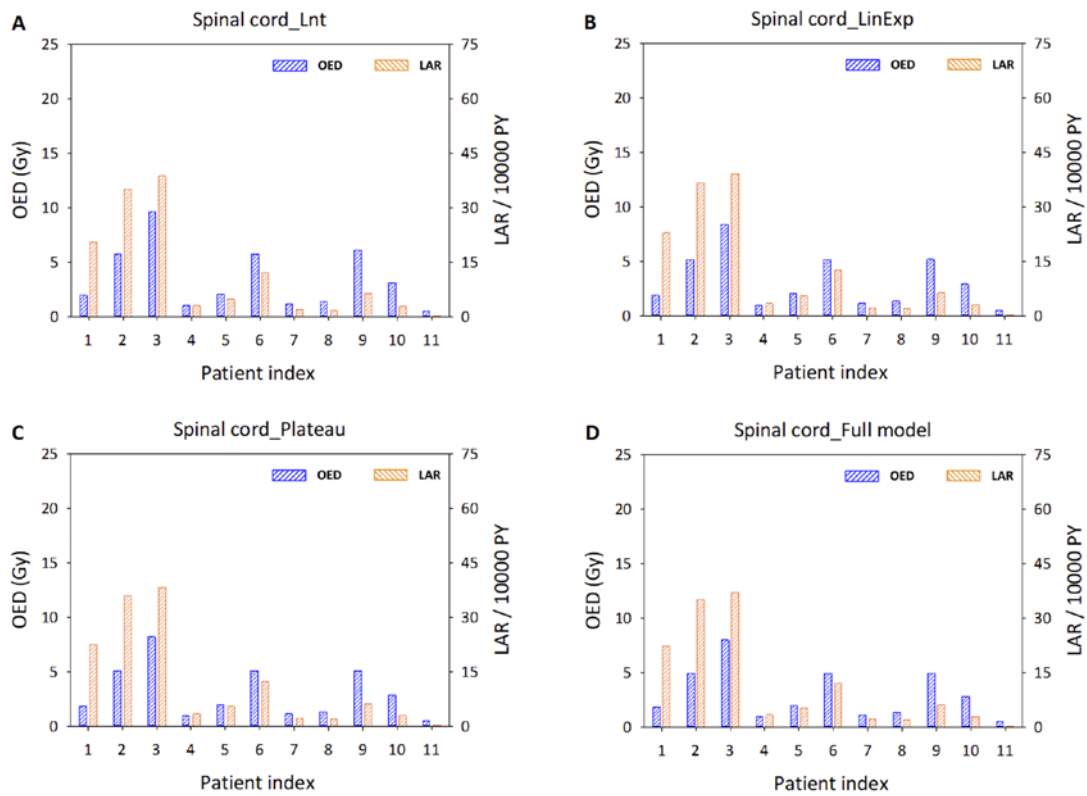 A
Spinal cord_Lnt
25
20
15
10
5
0
OED (Gy)
OED
LAR
75
60
45
30
15
0
LAR / 10000 PY
1 2 3 4 5 6 7 8 9 10 11
Patient index
B
Spinal cord_LinExp
25
20
15
10
5
0
OED (Gy)
OED
LAR
75
60
45
30
15
0
LAR / 10000 PY
1 2 3 4 5 6 7 8 9 10 11
Patient index
C
Spinal cord_Plateau
25
20
15
10
5
0
OED (Gy)
OED
LAR
75
60
45
30
15
0
LAR / 10000 PY
1 2 3 4 5 6 7 8 9 10 11
Patient index
D
Spinal cord_Full model
25
20
15
10
5
0
OED (Gy)
OED
LAR
75
60
45
30
15
0
LAR / 10000 PY
1 2 3 4 5 6 7 8 9 10 11
Patient index